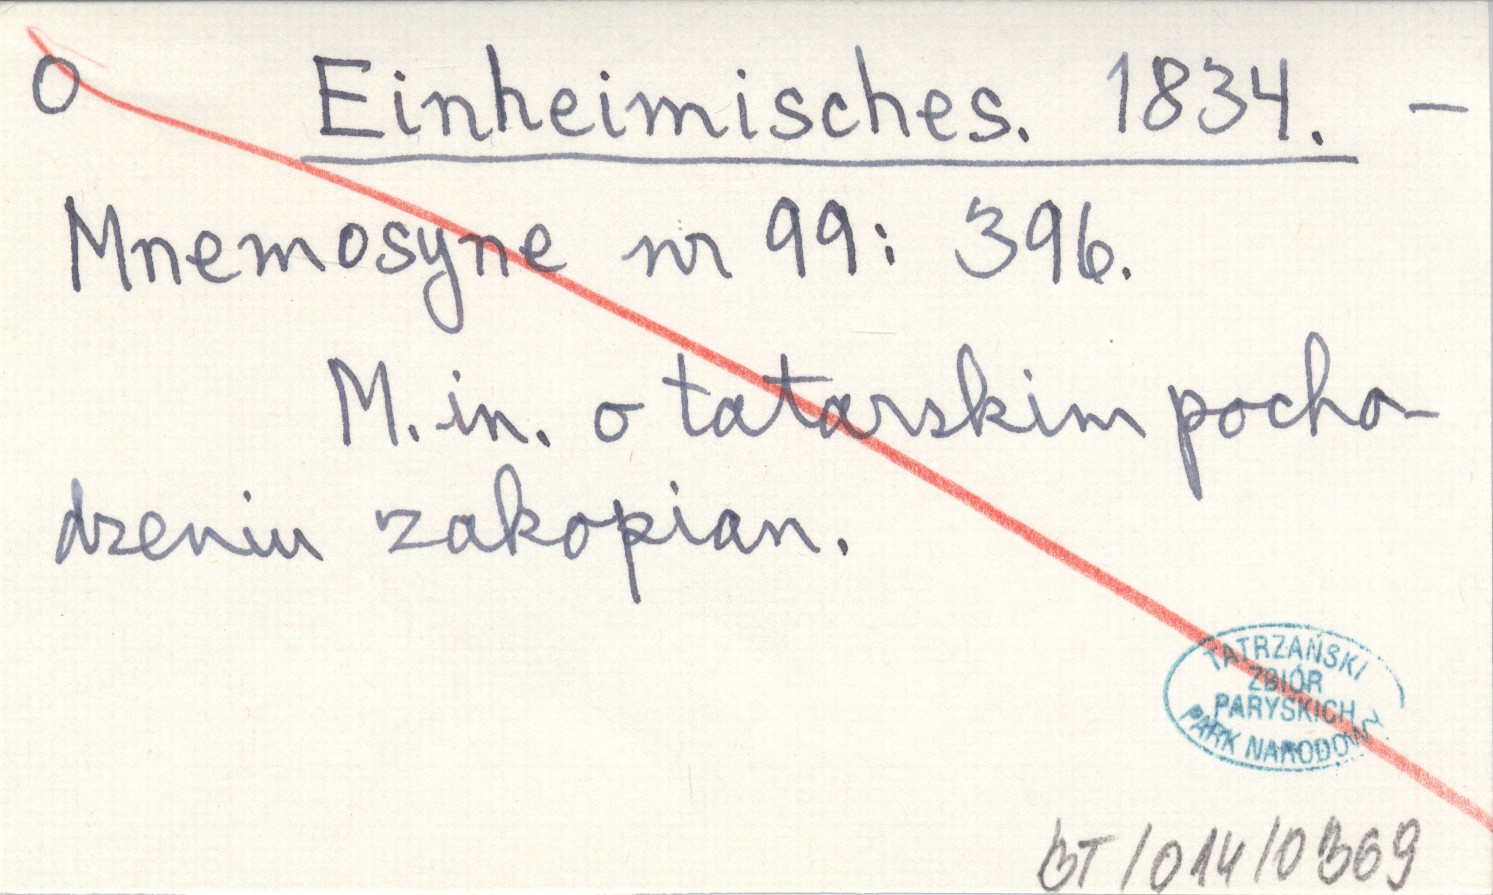 O Einheimisches. 1834. —
Mnemosyne nr 99: 396.
M. in. o tatarskim pocho-
dzeniu zakopian.
TATRZAŃSKI
ZBIÓR
PARYSKICH
PARK NARODOWY
BT/014/0369